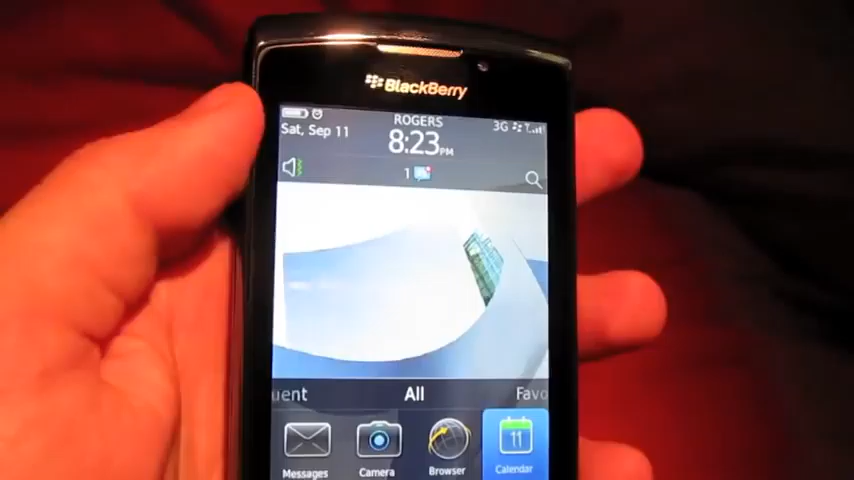 BlackBerry
ROGERS
Sat, Sep 11
8:23PM
3G
1
uent
All
Favo
11
Messages
Camera
Browser
Calendar